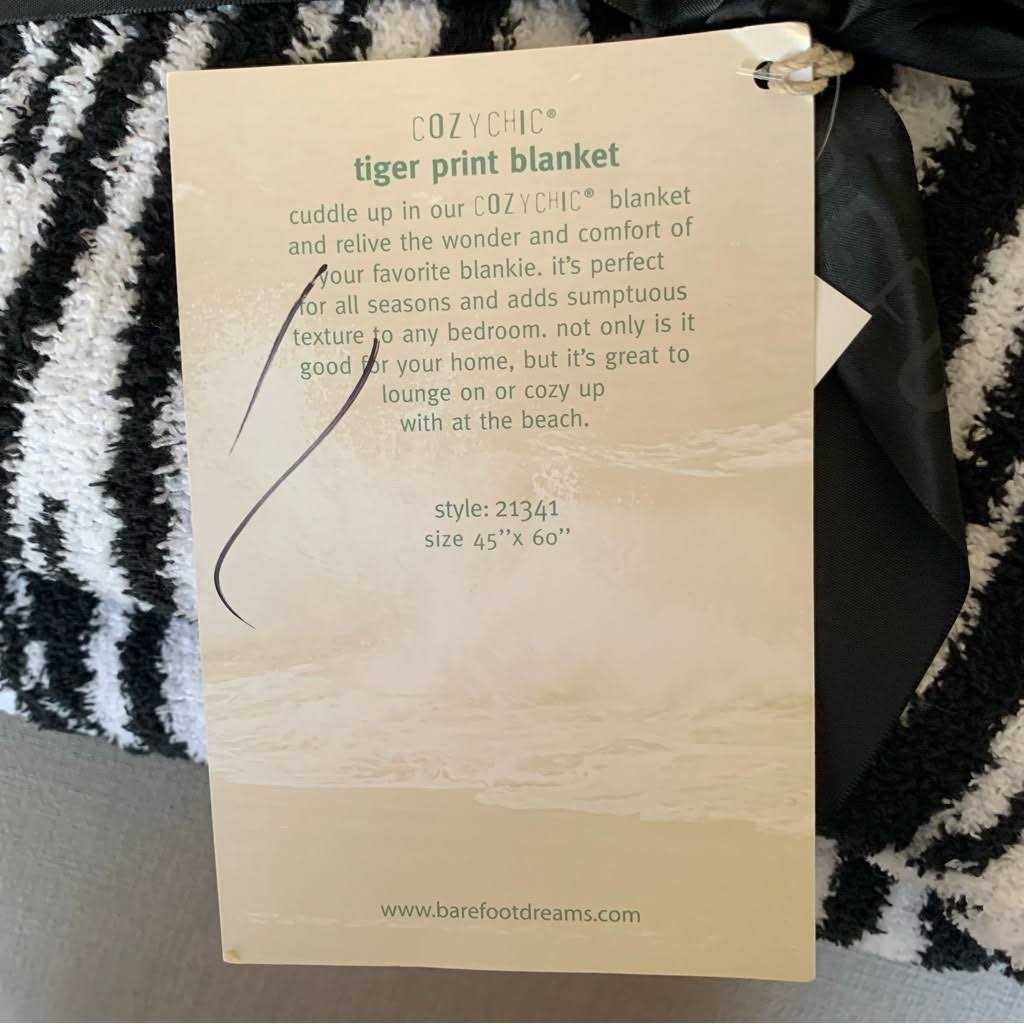 COZYCHIC®
tiger print blanket
cuddle up in our COZYCHIC® blanket
and relive the wonder and comfort of
your favorite blankie. it's perfect
for all seasons and adds sumptuous
texture to any bedroom. not only is it
good for your home, but it's great to
lounge on or cozy up
with at the beach.
style: 21341
size 45''x 60''
www.barefootdreams.com